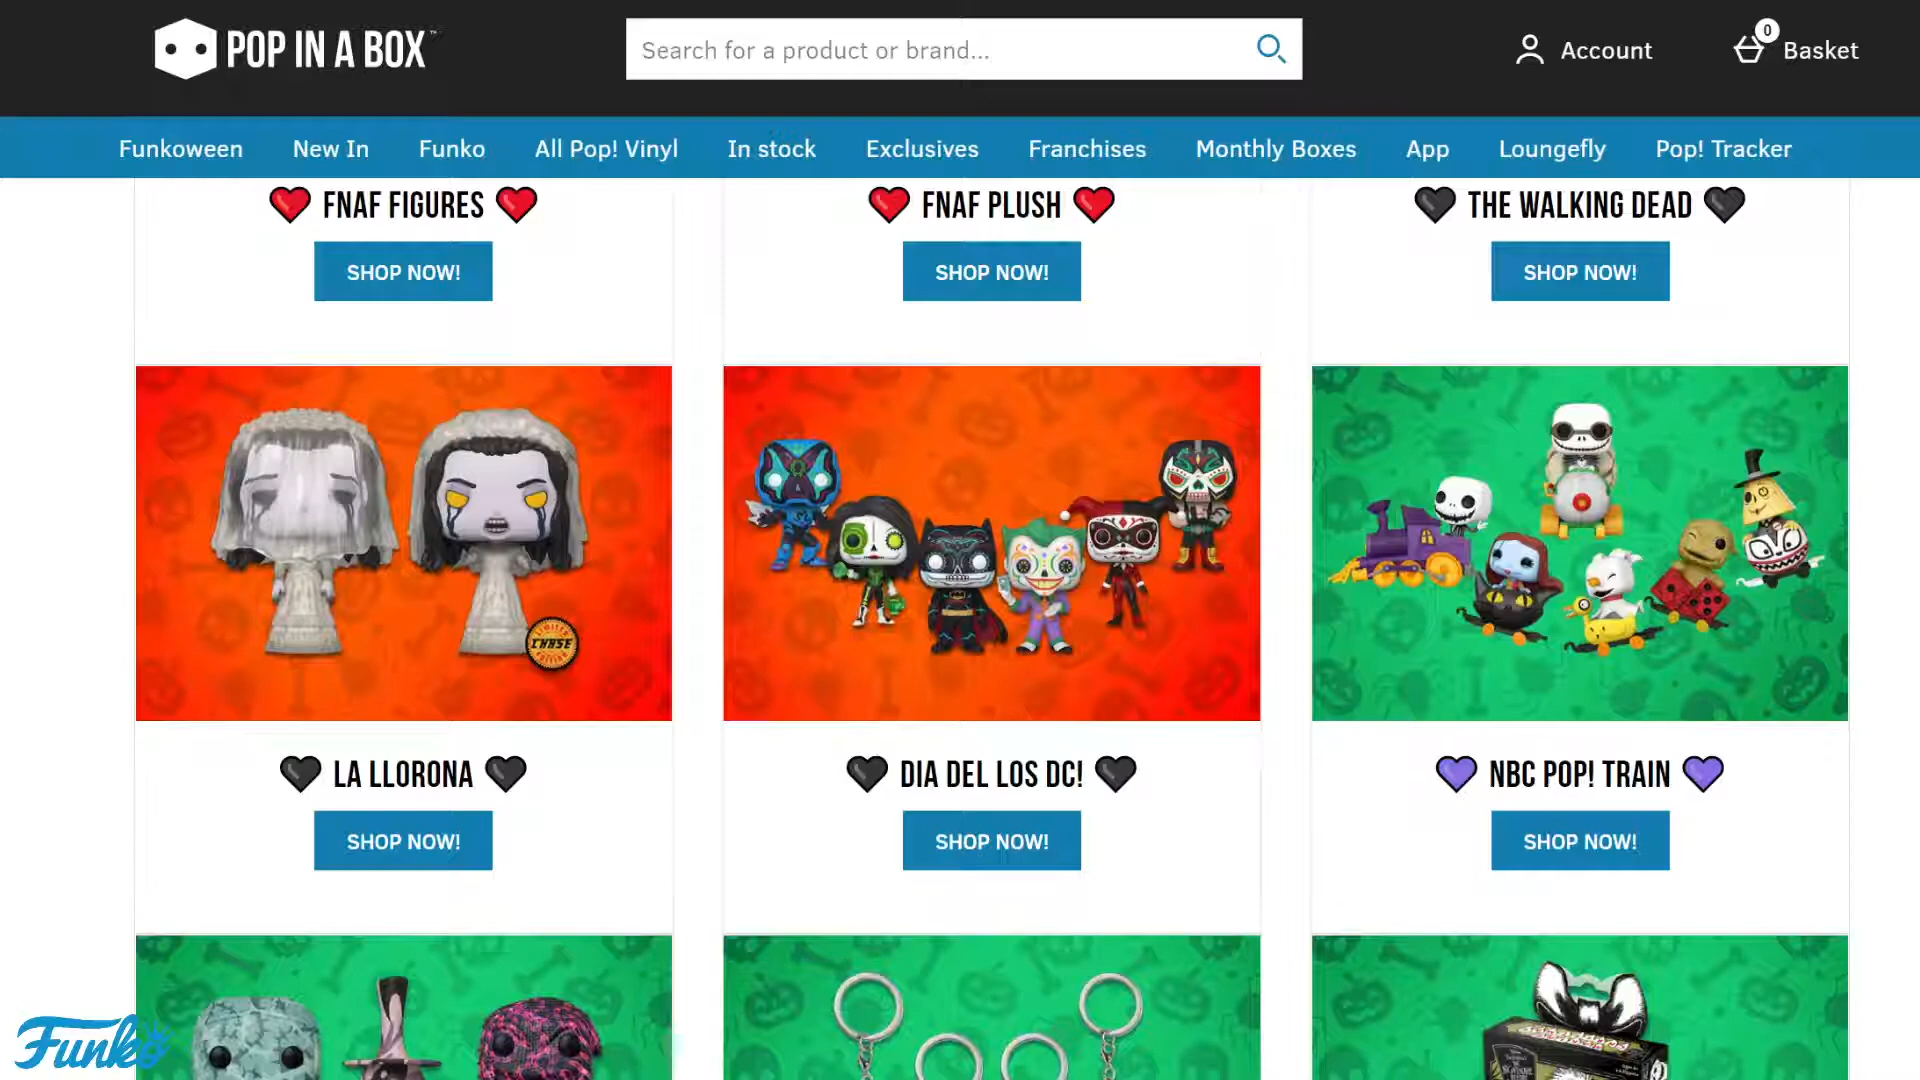 POP IN A BOX™
Search for a product or brand...
Account
0
Basket
Funkoween
New In
Funko
All Pop! Vinyl
In stock
Exclusives
Franchises
Monthly Boxes
App
Loungefly
Pop! Tracker
FNAF FIGURES
FNAF PLUSH
THE WALKING DEAD
SHOP NOW!
SHOP NOW!
SHOP NOW!
LIMITED
CHASE
EDITION
LA LLORONA
DIA DEL LOS DC!
NBC POP! TRAIN
SHOP NOW!
SHOP NOW!
SHOP NOW!
Funko